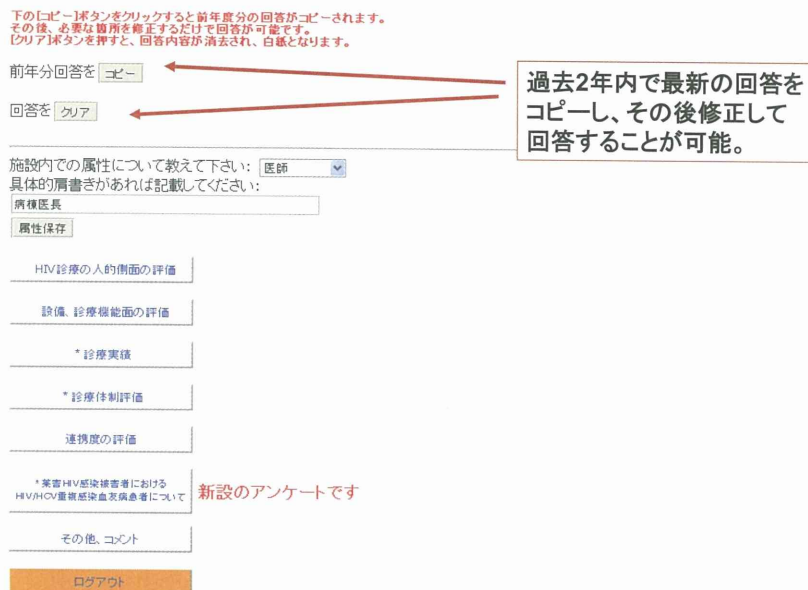 下の[コピー]ボタンをクリックすると前年度分の回答がコピーされます。
その後、必要な箇所を修正するだけで回答が可能です。
[クリア]ボタンを押すと、回答内容が消去され、白紙となります。
前年分回答を コピー
回答を クリア
過去2年内で最新の回答を
コピーし、その後修正して
回答することが可能。
施設内での属性について教えて下さい: 医師
具体的肩書きがあれば記載してください:
病棟医長
属性保存
HIV診療の人的側面の評価
設備、診療機能面の評価
*診療実績
*診療体制評価
連携度の評価
*薬害HIV感染被害者における
HIV/HCV重複感染血友病患者について
新設のアンケートです
その他、コメント
ログアウト